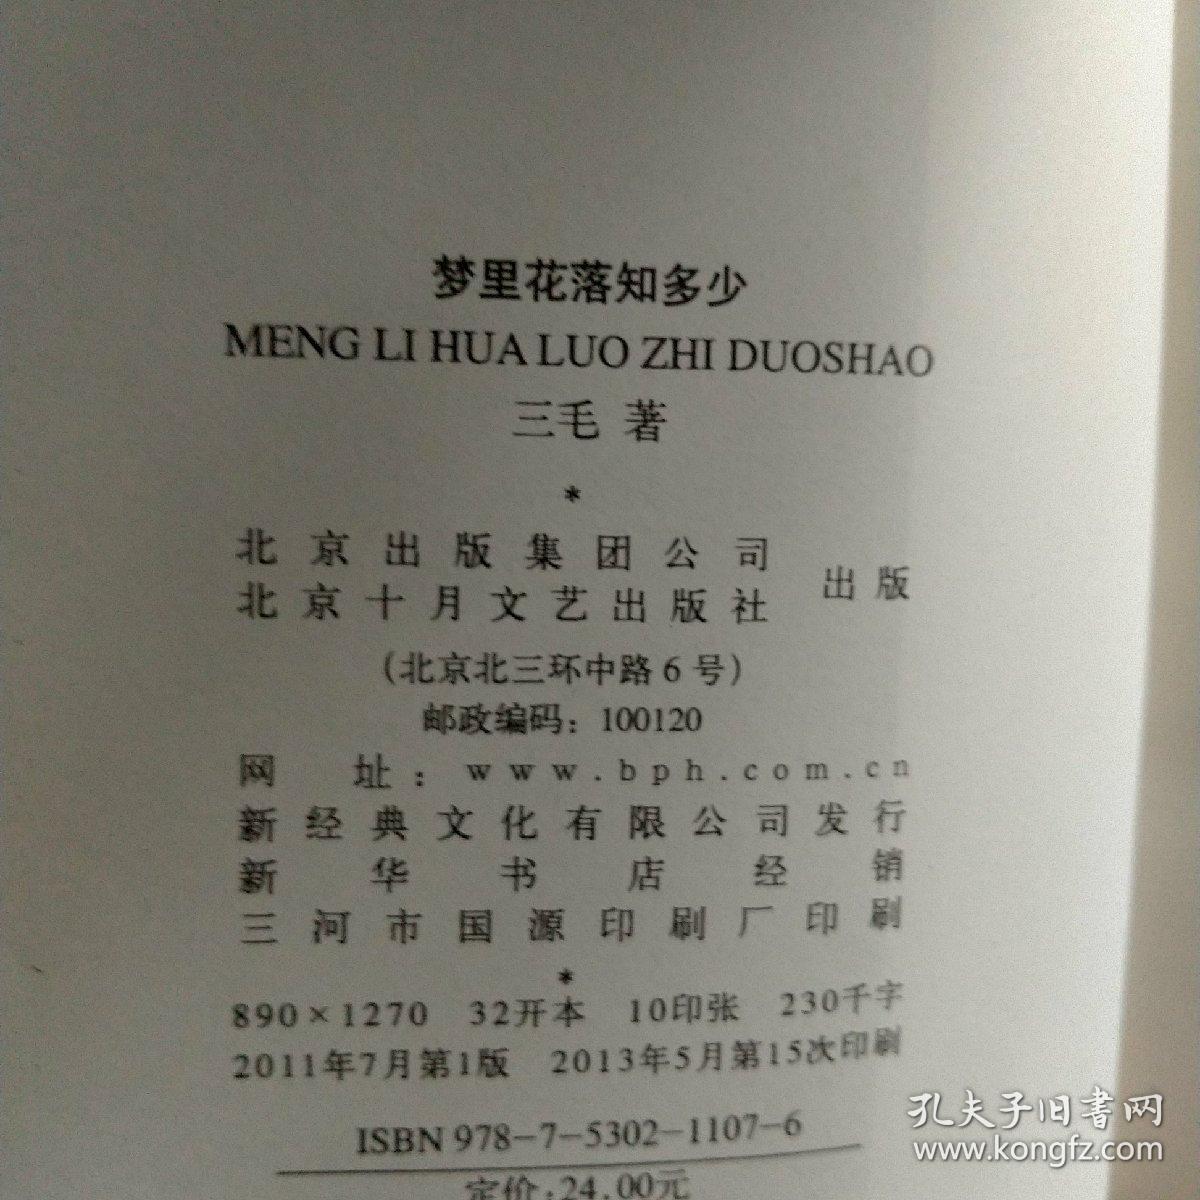 梦里花落知多少
MENG LI HUA LUO ZHI DUOSHAO
三毛 著
*
北京出版集团公司
北京十月文艺出版社
出版
(北京北三环中路6号)
邮政编码：100120
网 址：www.bph.com.cn
新经典文化有限公司发行
新华书店经销
三河市国源印刷厂印刷
*
890×1270 32开本 10印张 230千字
2011年7月第1版 2013年5月第15次印刷
ISBN 978-7-5302-1107-6
定价：24.00元
孔夫子旧书网
www.kongfz.com